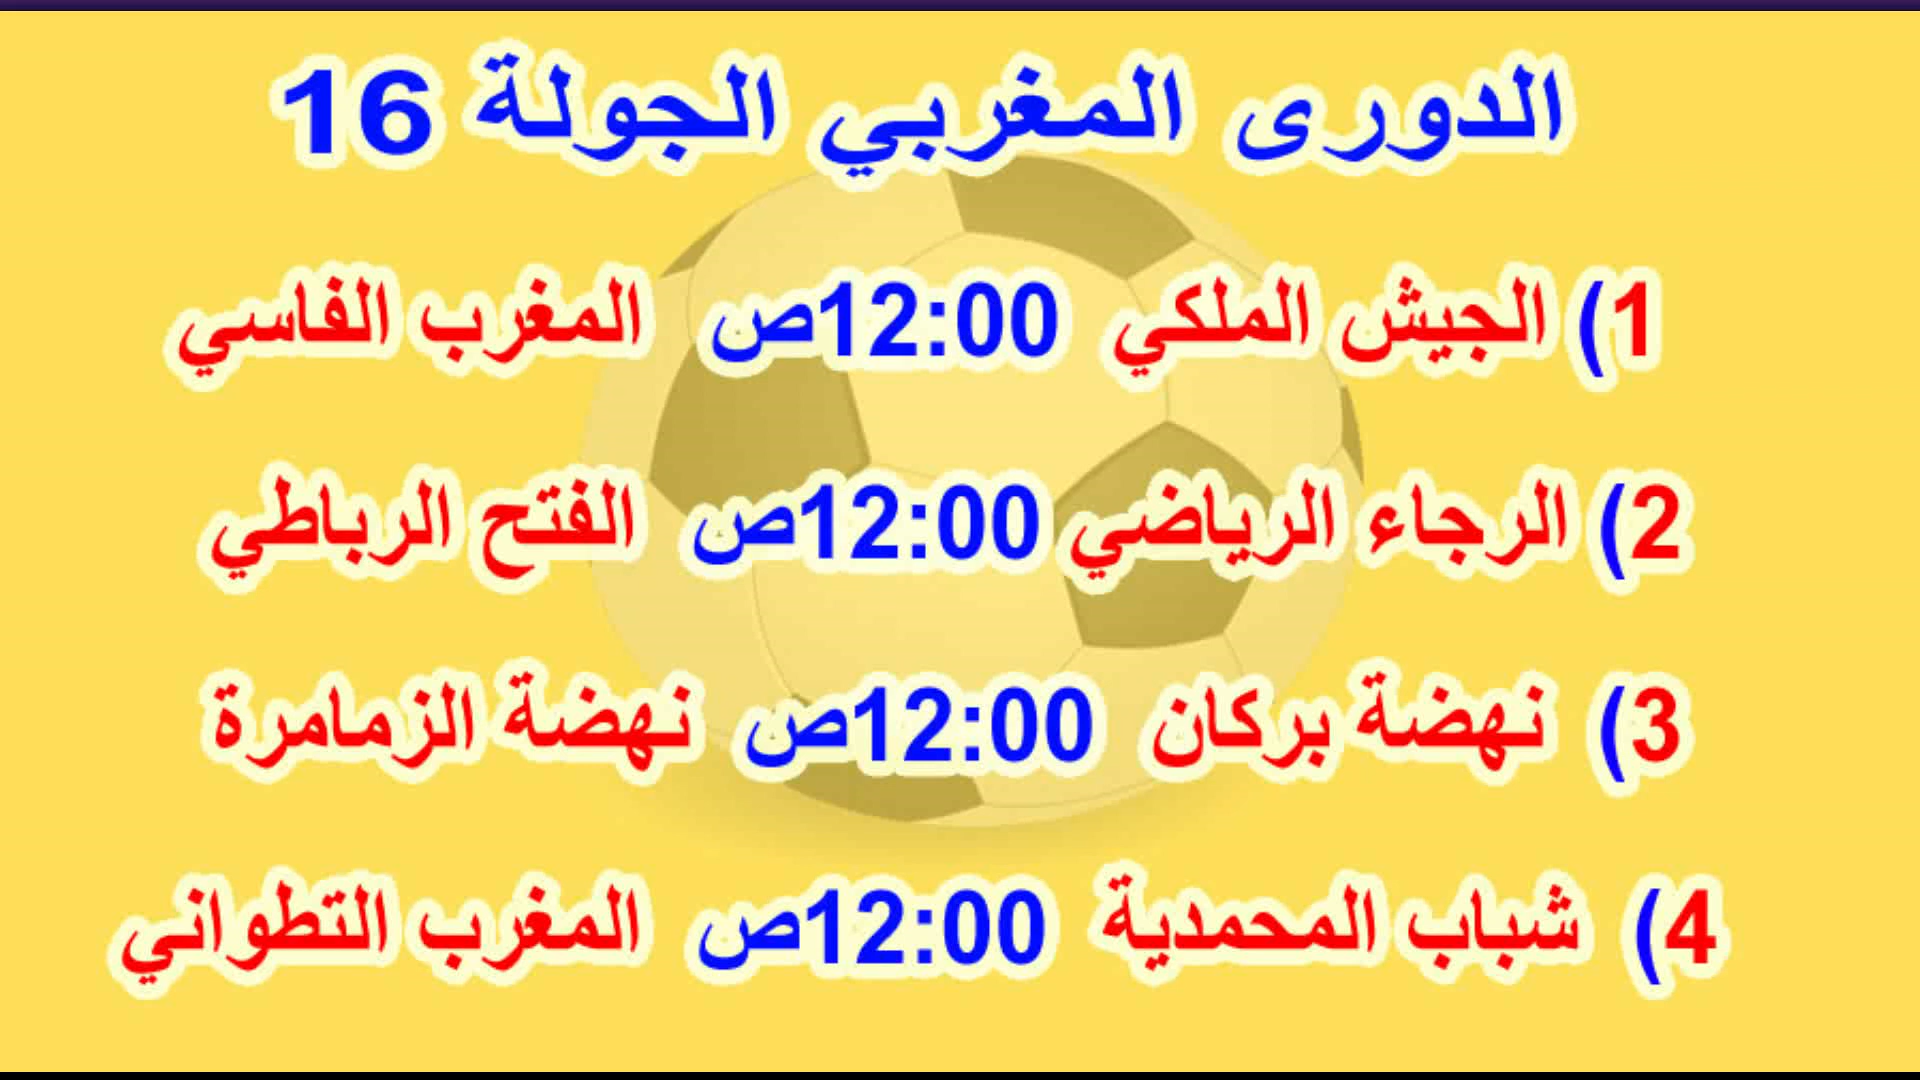 الدورى المغربي الجولة 16
1) الجيش الملكي 12:00ص المغرب الفاسي
2) الرجاء الرياضي 12:00ص الفتح الرباطي
3) نهضة بركان 12:00ص نهضة الزمامرة
4) شباب المحمدية 12:00ص المغرب التطواني